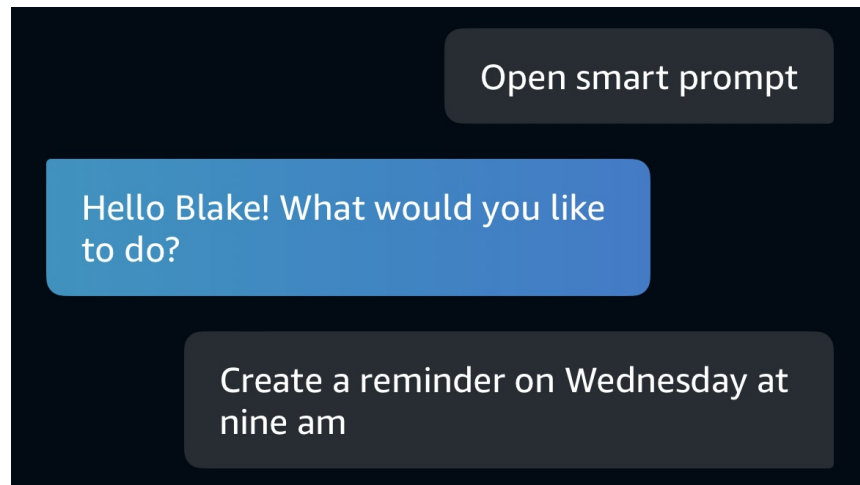 Open smart prompt
Hello Blake! What would you like
to do?
Create a reminder on Wednesday at
nine am